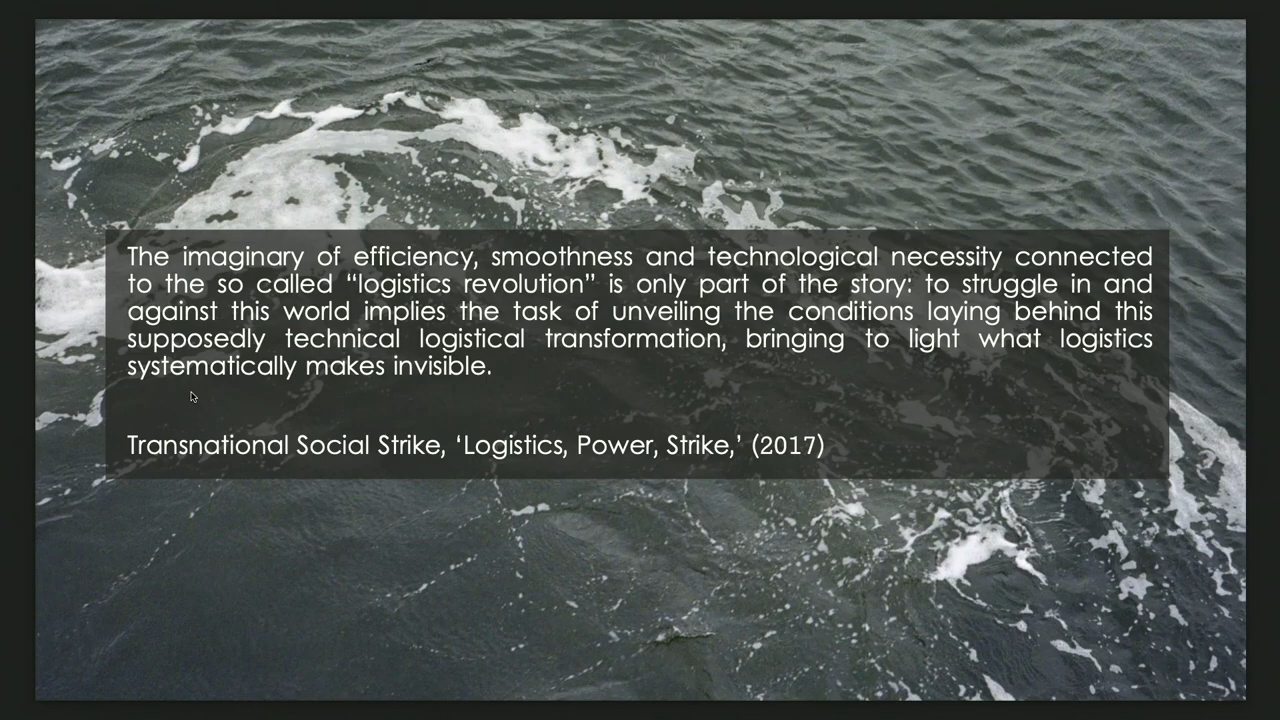 The imaginary of efficiency, smoothness and technological necessity connected
to the so called “logistics revolution” is only part of the story: to struggle in and
against this world implies the task of unveiling the conditions laying behind this
supposedly technical logistical transformation, bringing to light what logistics
systematically makes invisible.
Transnational Social Strike, ‘Logistics, Power, Strike,’ (2017)